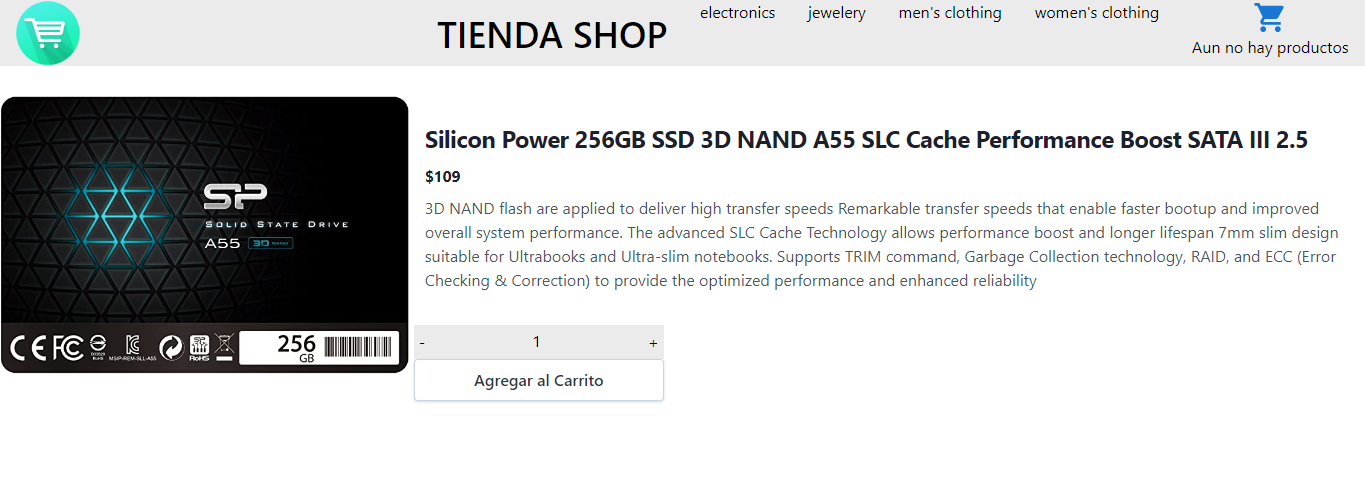 TIENDA SHOP
electronics
jewelery
men's clothing
women's clothing
Aun no hay productos
SP
SOLID STATE DRIVE
A55 3D NAND
MSIP-REM-SLL-A55
RoHS
256
GB
Silicon Power 256GB SSD 3D NAND A55 SLC Cache Performance Boost SATA III 2.5
$109
3D NAND flash are applied to deliver high transfer speeds Remarkable transfer speeds that enable faster bootup and improved
overall system performance. The advanced SLC Cache Technology allows performance boost and longer lifespan 7mm slim design
suitable for Ultrabooks and Ultra-slim notebooks. Supports TRIM command, Garbage Collection technology, RAID, and ECC (Error
Checking & Correction) to provide the optimized performance and enhanced reliability
- 1 +
Agregar al Carrito